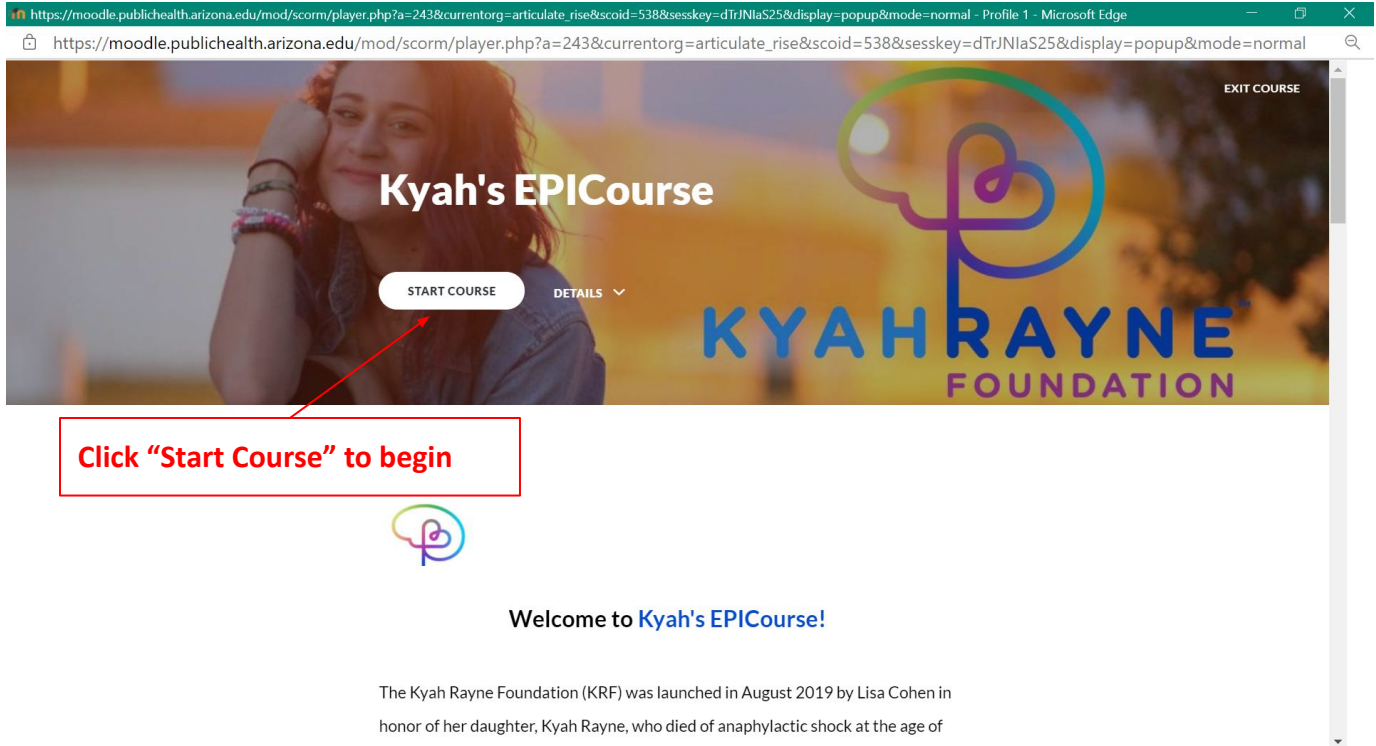 https://moodle.publichealth.arizona.edu/mod/scorm/player.php?a=243&currentorg=articulate_rise&scoid=538&sesskey=dTrJNIaS25&display=popup&mode=normal - Profile 1 - Microsoft Edge
https://moodle.publichealth.arizona.edu/mod/scorm/player.php?a=243&currentorg=articulate_rise&scoid=538&sesskey=dTrJNIaS25&display=popup&mode=normal
EXIT COURSE
Kyah's EPICourse
START COURSE
DETAILS
KYAHRAYNE™
FOUNDATION
Click “Start Course” to begin
Welcome to Kyah's EPICourse!
The Kyah Rayne Foundation (KRF) was launched in August 2019 by Lisa Cohen in
honor of her daughter, Kyah Rayne, who died of anaphylactic shock at the age of